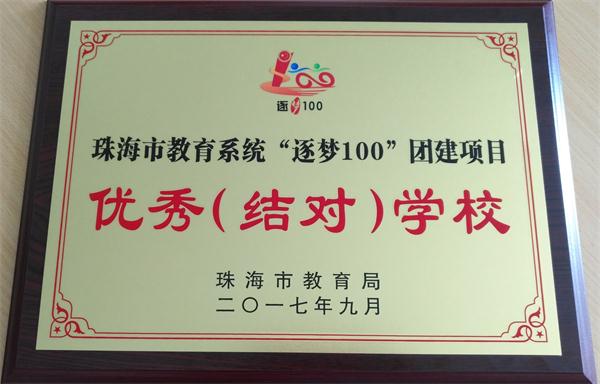 逐梦100
珠海市教育系统“逐梦100”团建项目
优秀(结对)学校
珠海市教育局
二〇一七年九月